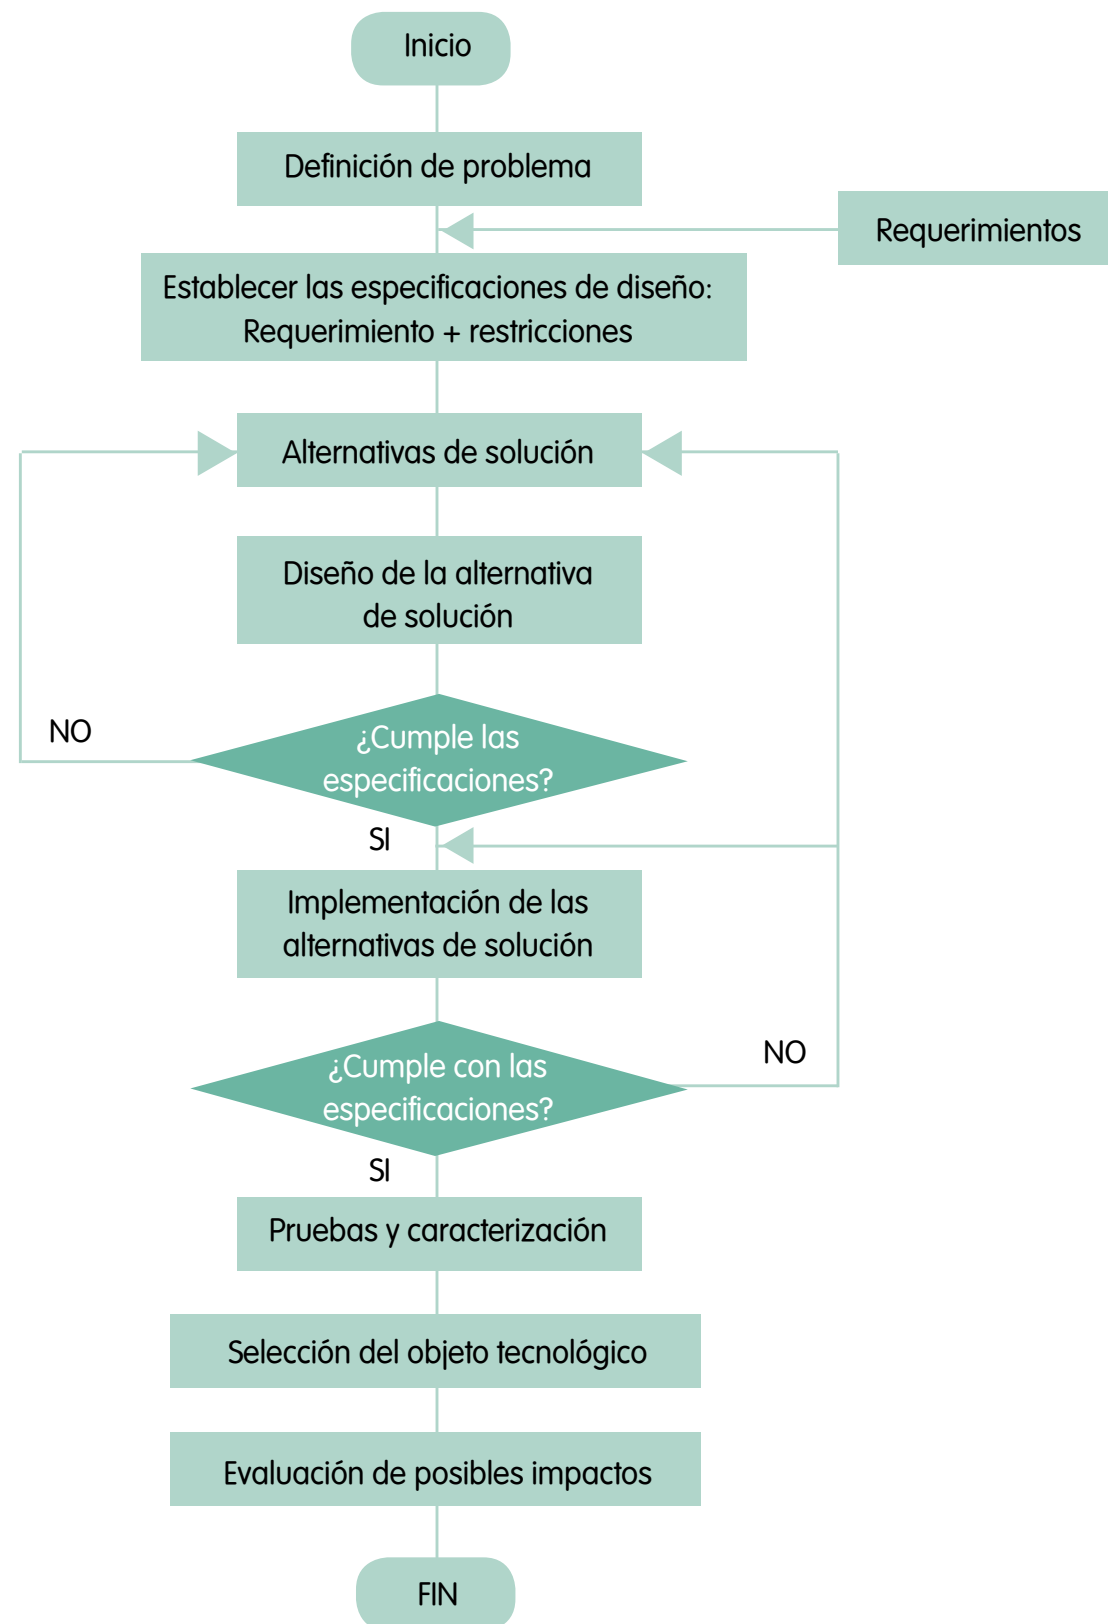 Inicio
Definición de problema
Requerimientos
Establecer las especificaciones de diseño:
Requerimiento + restricciones
Alternativas de solución
Diseño de la alternativa
de solución
NO
¿Cumple las
especificaciones?
SI
Implementación de las
alternativas de solución
NO
¿Cumple con las
especificaciones?
SI
Pruebas y caracterización
Selección del objeto tecnológico
Evaluación de posibles impactos
FIN